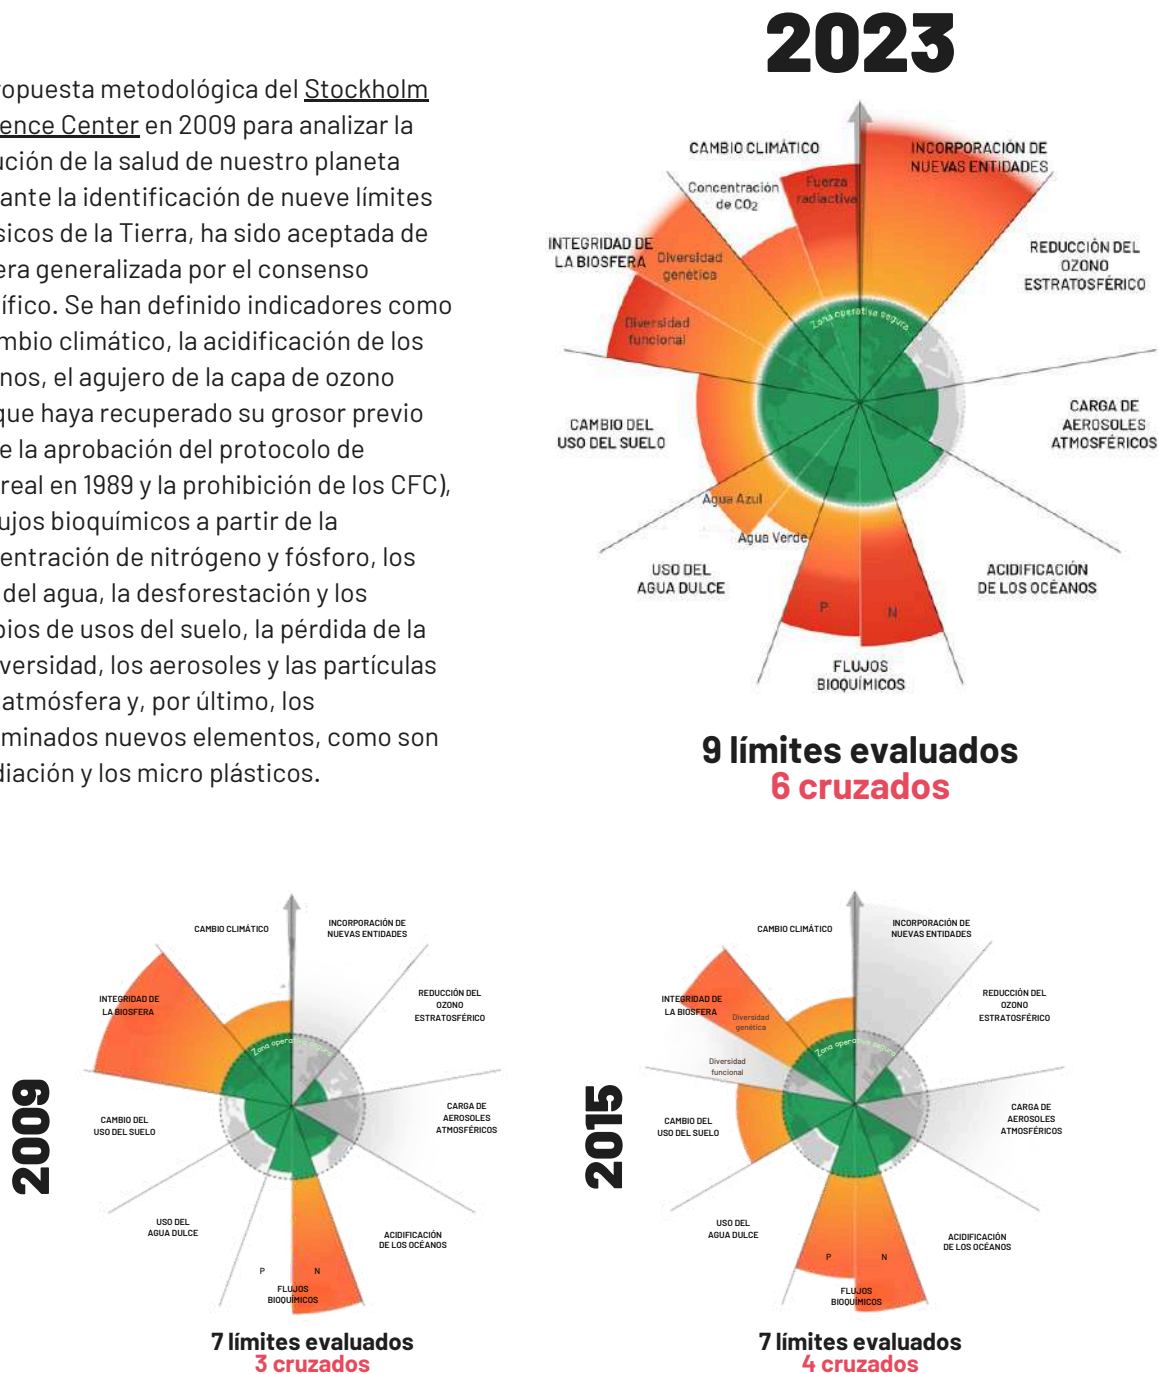 2023
opuesta metodológica del Stockholm
ence Center en 2009 para analizar la
ución de la salud de nuestro planeta
ante la identificación de nueve límites
sicos de la Tierra, ha sido aceptada de
era generalizada por el consenso
tífico. Se han definido indicadores como
mbio climático, la acidificación de los
nos, el agujero de la capa de ozono
que haya recuperado su grosor previo
e la aprobación del protocolo de
real en 1989 y la prohibición de los CFC),
lujos bioquímicos a partir de la
entración de nitrógeno y fósforo, los
del agua, la desforestación y los
bios de usos del suelo, la pérdida de la
versidad, los aerosoles y las partículas
atmósfera y, por último, los
minados nuevos elementos, como son
diación y los micro plásticos.
CAMBIO CLIMÁTICO
Concentración
de CO2
Fuerza
radiactiva
INCORPORACIÓN DE
NUEVAS ENTIDADES
INTEGRIDAD DE
LA BIOSFERA
Diversidad
genética
Diversidad
funcional
REDUCCIÓN DEL
OZONO
ESTRATOSFÉRICO
Zona operativa segura
CAMBIO DEL
USO DEL SUELO
CARGA DE
AEROSOLES
ATMOSFÉRICOS
Agua Azul
Agua Verde
USO DEL
AGUA DULCE
ACIDIFICACIÓN
DE LOS OCÉANOS
P
N
FLUJOS
BIOQUÍMICOS
9 límites evaluados
6 cruzados
2009
CAMBIO CLIMÁTICO
INCORPORACIÓN DE
NUEVAS ENTIDADES
INTEGRIDAD DE
LA BIOSFERA
REDUCCIÓN DEL
OZONO
ESTRATOSFÉRICO
Zona operativa segura
CAMBIO DEL
USO DEL SUELO
CARGA DE
AEROSOLES
ATMOSFÉRICOS
USO DEL
AGUA DULCE
ACIDIFICACIÓN
DE LOS OCÉANOS
P
N
FLUJOS
BIOQUÍMICOS
7 límites evaluados
3 cruzados
2015
CAMBIO CLIMÁTICO
INCORPORACIÓN DE
NUEVAS ENTIDADES
INTEGRIDAD DE
LA BIOSFERA
Diversidad
genética
Diversidad
funcional
REDUCCIÓN DEL
OZONO
ESTRATOSFÉRICO
Zona operativa segura
CAMBIO DEL
USO DEL SUELO
CARGA DE
AEROSOLES
ATMOSFÉRICOS
USO DEL
AGUA DULCE
ACIDIFICACIÓN
DE LOS OCÉANOS
P
N
FLUJOS
BIOQUÍMICOS
7 límites evaluados
4 cruzados